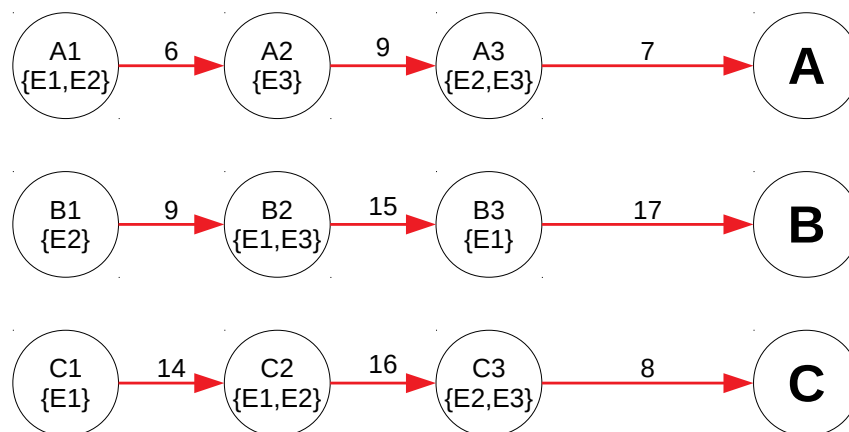 A1
{E1,E2}
6
A2
{E3}
9
A3
{E2,E3}
7
A
B1
{E2}
9
B2
{E1,E3}
15
B3
{E1}
17
B
C1
{E1}
14
C2
{E1,E2}
16
C3
{E2,E3}
8
C